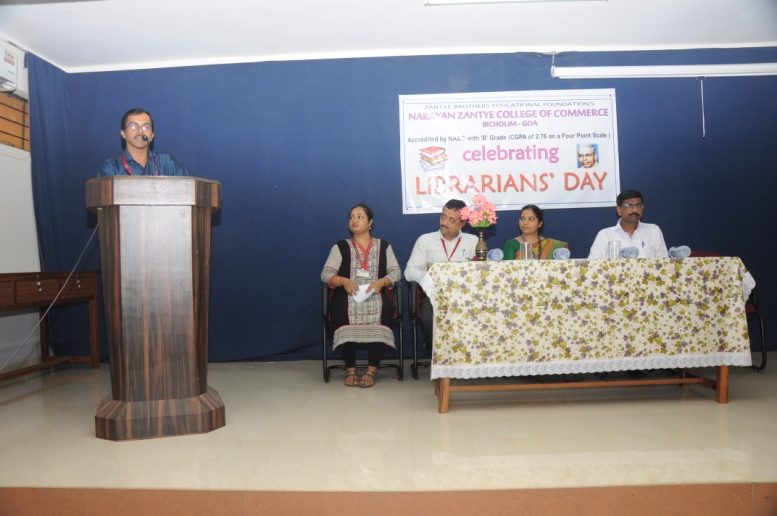 ZANTYE BROTHERS EDUCATIONAL FOUNDATION'S
NARAYAN ZANTYE COLLEGE OF COMMERCE
BICHOLIM - GOA
Accredited by NAAC with 'B' Grade (CGPA of 2.76 on a Four Point Scale )
celebrating
LIBRARIANS' DAY